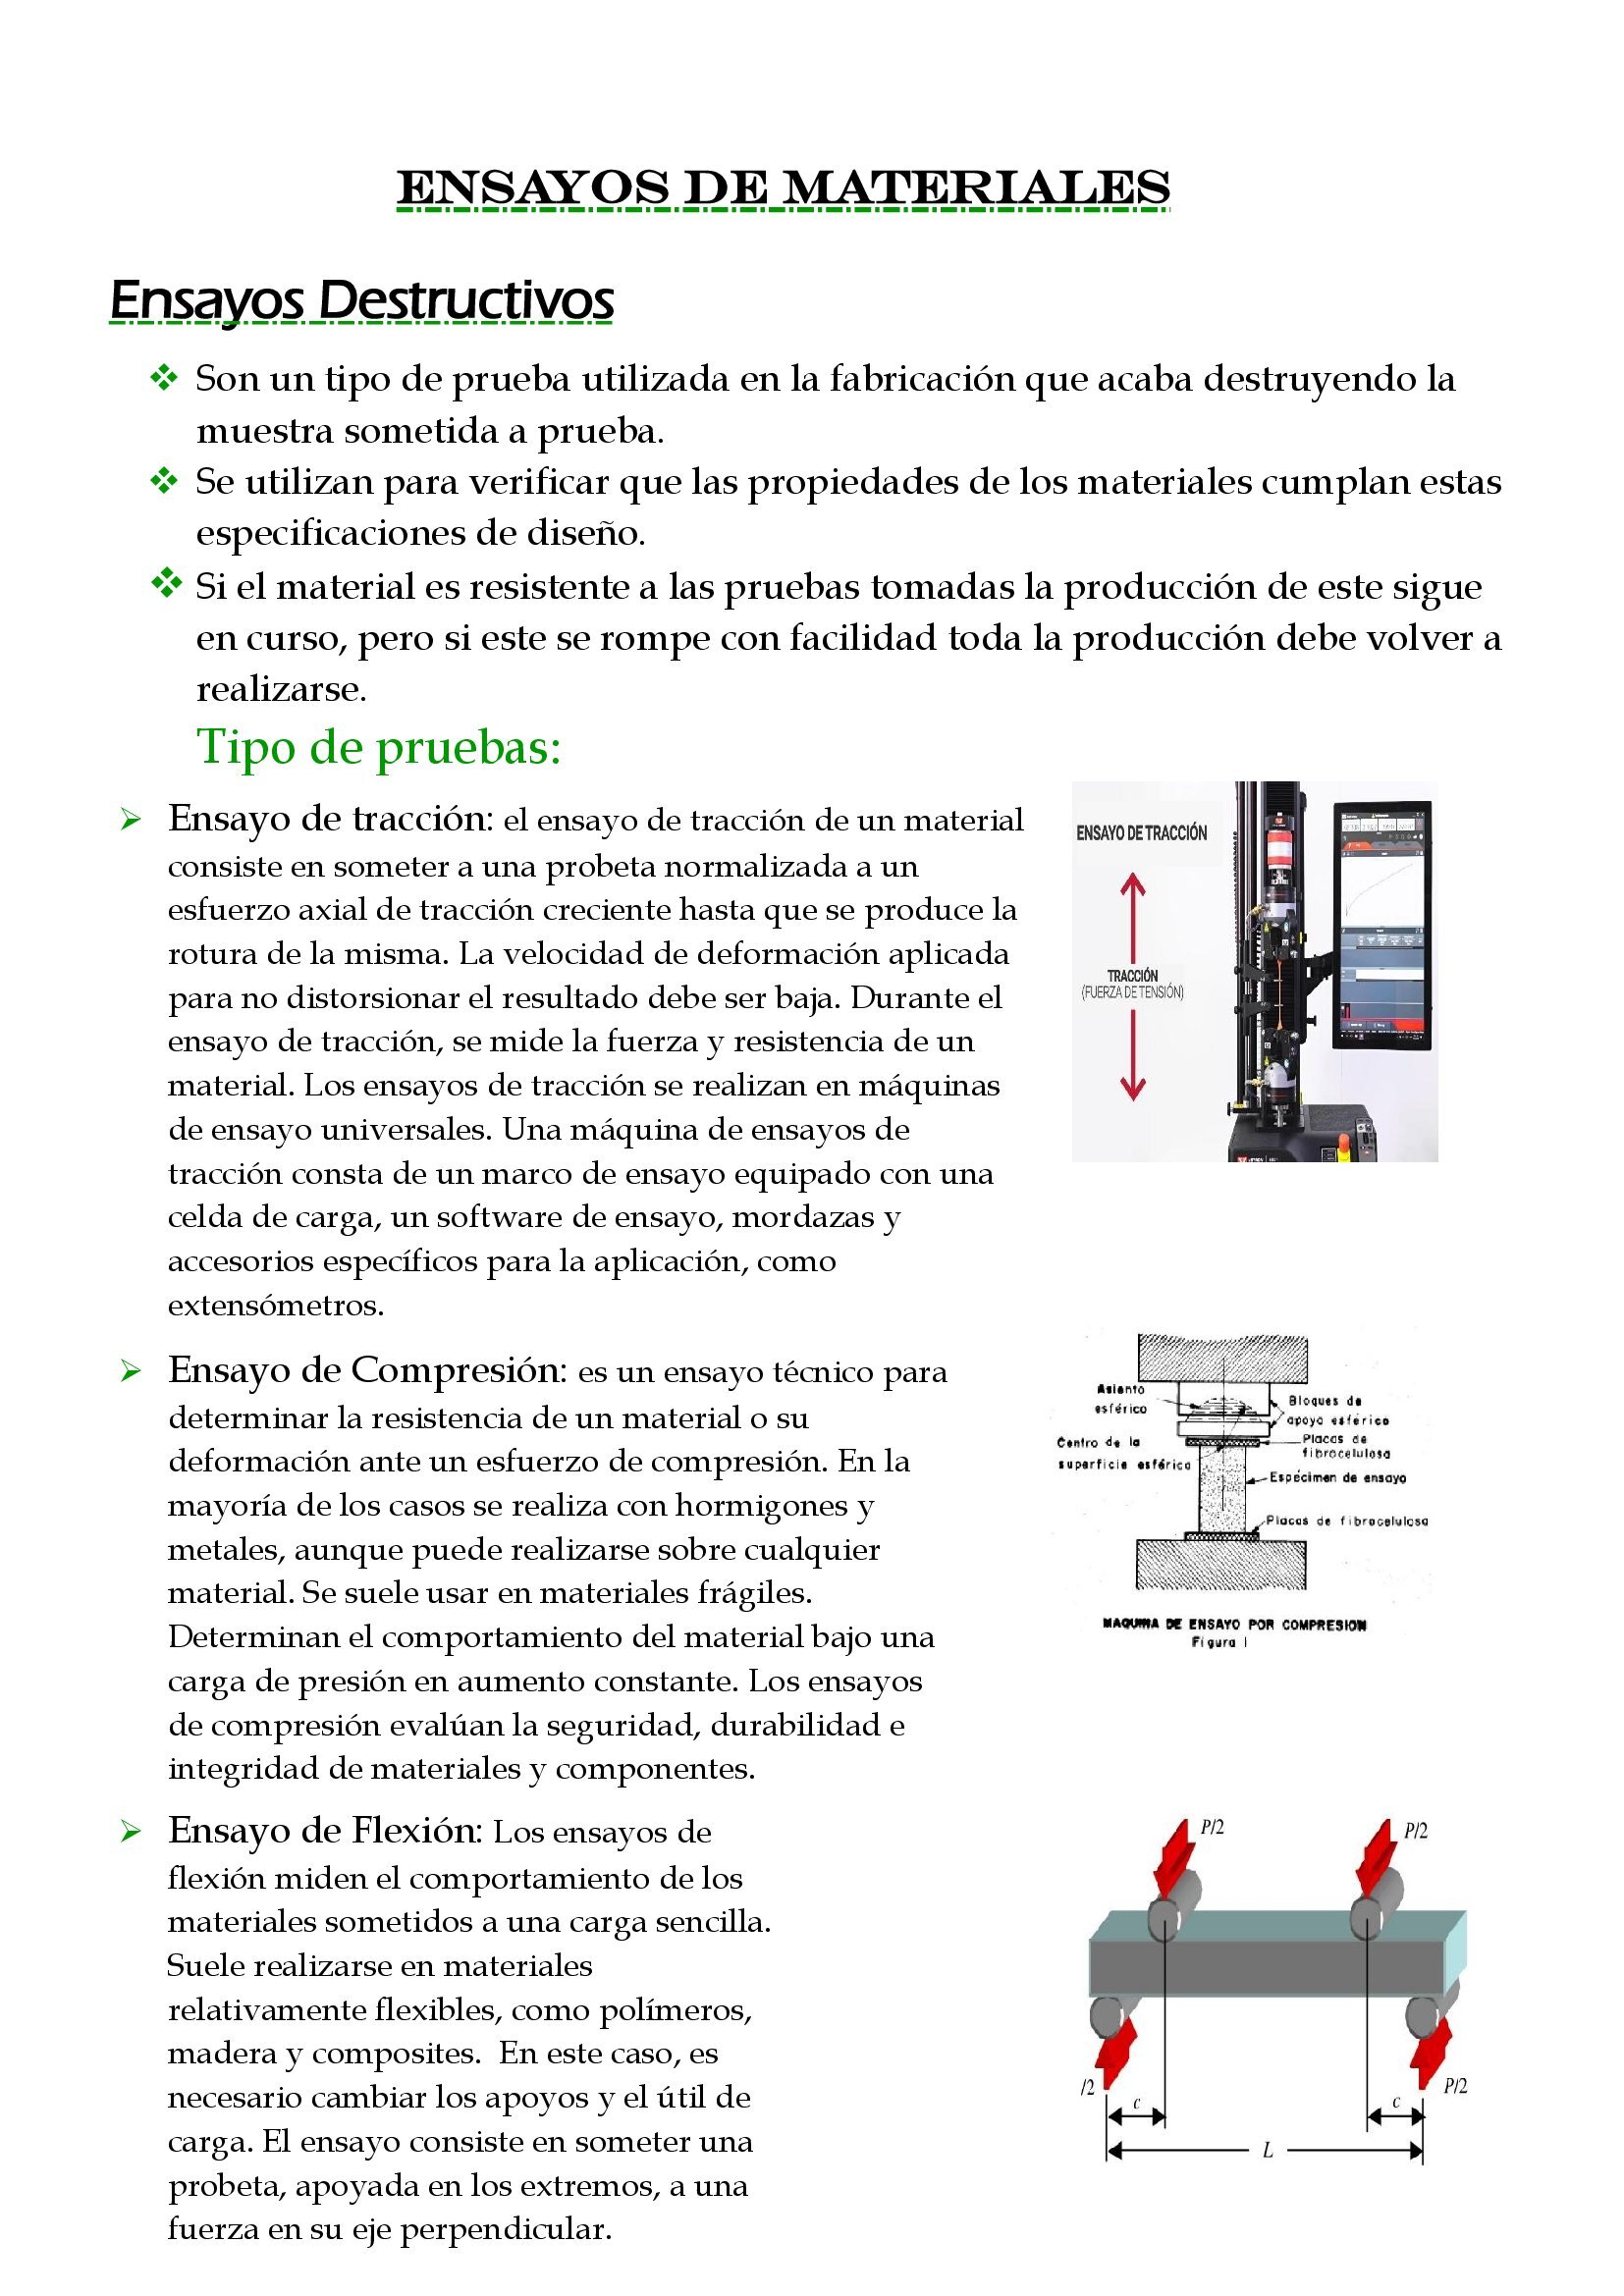 ENSAYOS DE MATERIALES
Ensayos Destructivos
Son un tipo de prueba utilizada en la fabricación que acaba destruyendo la
muestra sometida a prueba.
Se utilizan para verificar que las propiedades de los materiales cumplan estas
especificaciones de diseño.
Si el material es resistente a las pruebas tomadas la producción de este sigue
en curso, pero si este se rompe con facilidad toda la producción debe volver a
realizarse.
Tipo de pruebas:
Ensayo de tracción: el ensayo de tracción de un material
consiste en someter a una probeta normalizada a un
esfuerzo axial de tracción creciente hasta que se produce la
rotura de la misma. La velocidad de deformación aplicada
para no distorsionar el resultado debe ser baja. Durante el
ensayo de tracción, se mide la fuerza y resistencia de un
material. Los ensayos de tracción se realizan en máquinas
de ensayo universales. Una máquina de ensayos de
tracción consta de un marco de ensayo equipado con una
celda de carga, un software de ensayo, mordazas y
accesorios específicos para la aplicación, como
extensómetros.
ENSAYO DE TRACCIÓN
TRACCIÓN
(FUERZA DE TENSIÓN)
Ensayo de Compresión: es un ensayo técnico para
determinar la resistencia de un material o su
deformación ante un esfuerzo de compresión. En la
mayoría de los casos se realiza con hormigones y
metales, aunque puede realizarse sobre cualquier
material. Se suele usar en materiales frágiles.
Determinan el comportamiento del material bajo una
carga de presión en aumento constante. Los ensayos
de compresión evalúan la seguridad, durabilidad e
integridad de materiales y componentes.
Asiento
esférico
Centro de la
superficie esférica
Bloques de
apoyo esférico
Placas de
fibrocelulosa
Espécimen de ensayo
Placas de fibrocelulosa
MAQUINA DE ENSAYO POR COMPRESION
Figura 1
Ensayo de Flexión: Los ensayos de
flexión miden el comportamiento de los
materiales sometidos a una carga sencilla.
Suele realizarse en materiales
relativamente flexibles, como polímeros,
madera y composites. En este caso, es
necesario cambiar los apoyos y el útil de
carga. El ensayo consiste en someter una
probeta, apoyada en los extremos, a una
fuerza en su eje perpendicular.
P/2
P/2
/2
P/2
c
c
L